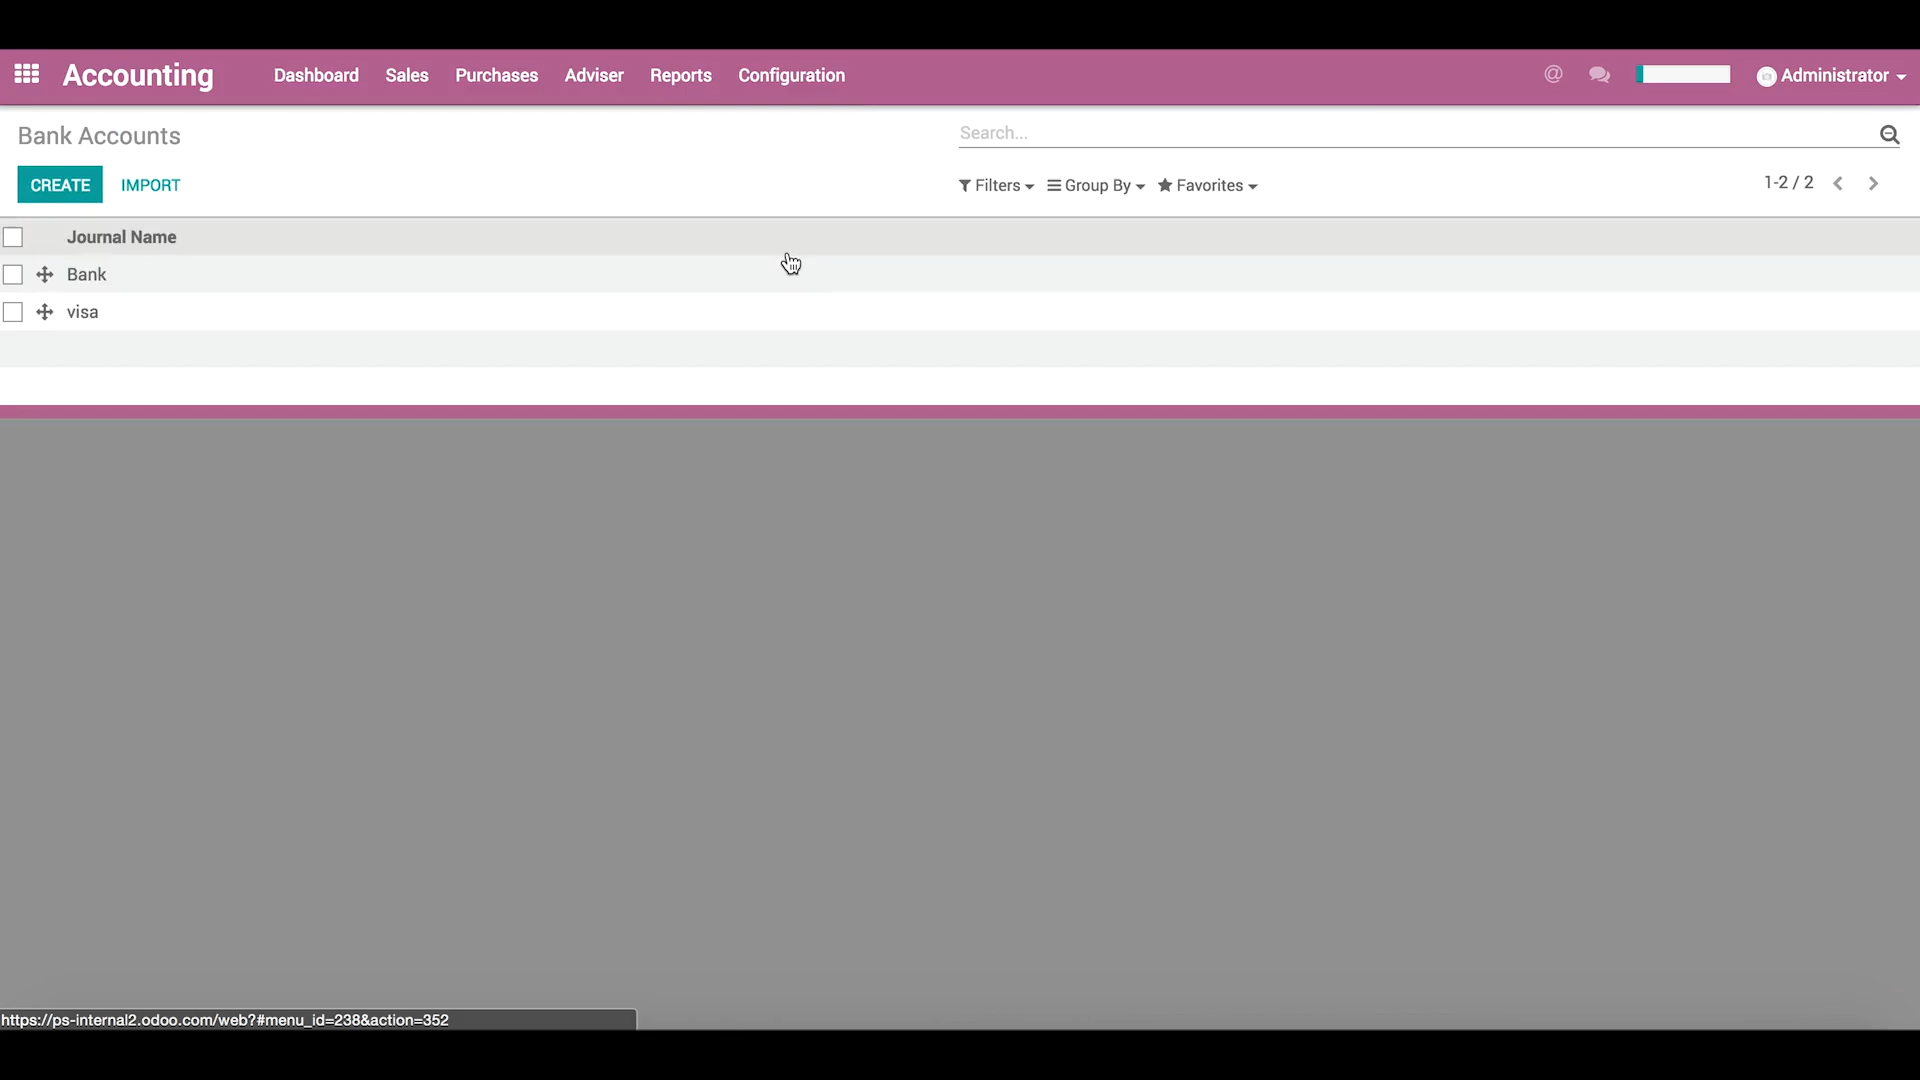 Accounting Dashboard Sales Purchases Adviser Reports Configuration @ Administrator
Bank Accounts
Search...
CREATE IMPORT Filters Group By Favorites 1-2 / 2
Journal Name
Bank
visa
https://ps-internal2.odoo.com/web?#menu_id=238&action=352